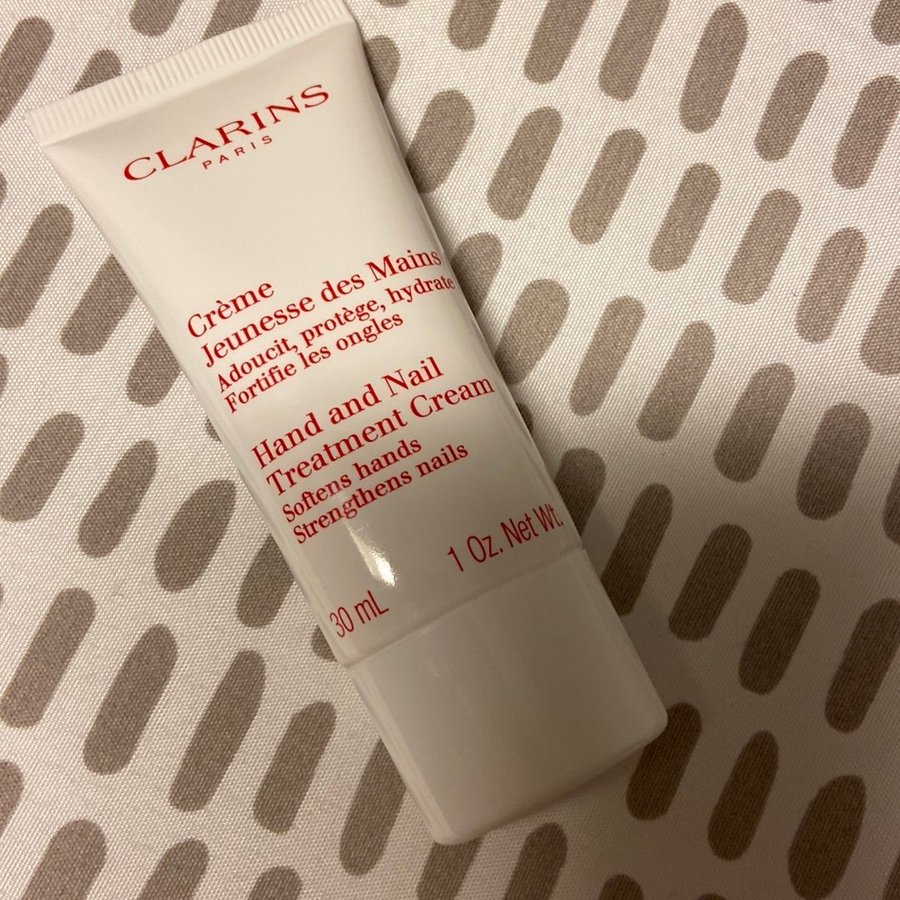 CLARINS
PARIS
Crème
Jeunesse des Mains
Adoucit, protège, hydrate
Fortifie les ongles
Hand and Nail
Treatment Cream
Softens hands
Strengthens nails
30 mL 1 Oz. Net Wt.